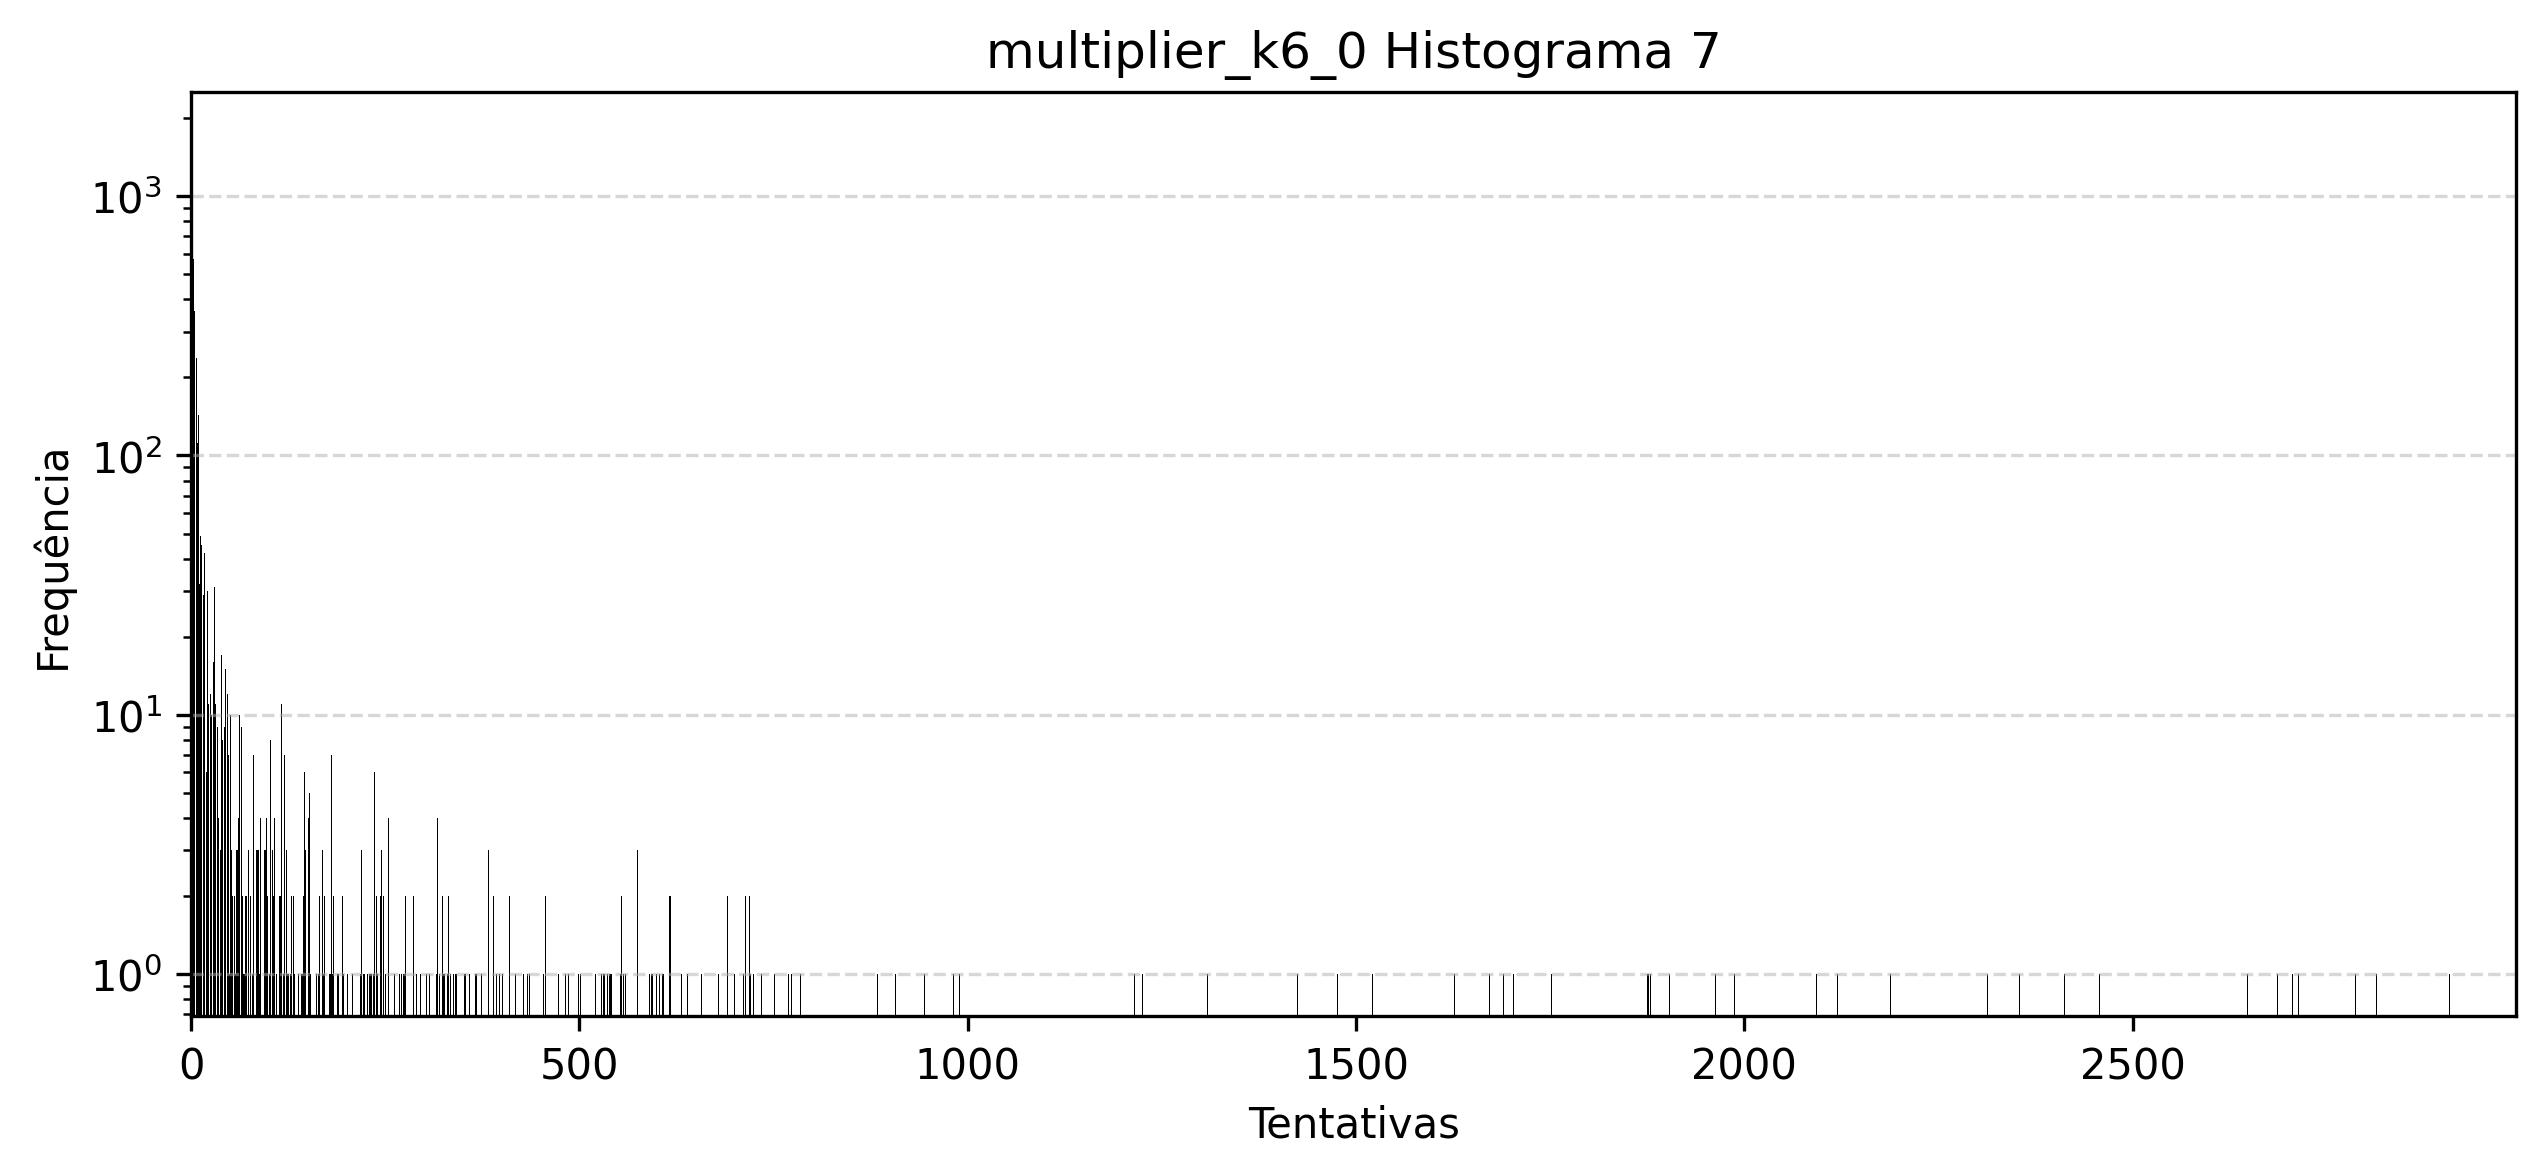 multiplier_k6_0 Histograma 7
Frequência
10³
10²
10¹
10⁰
0 500 1000 1500 2000 2500
Tentativas